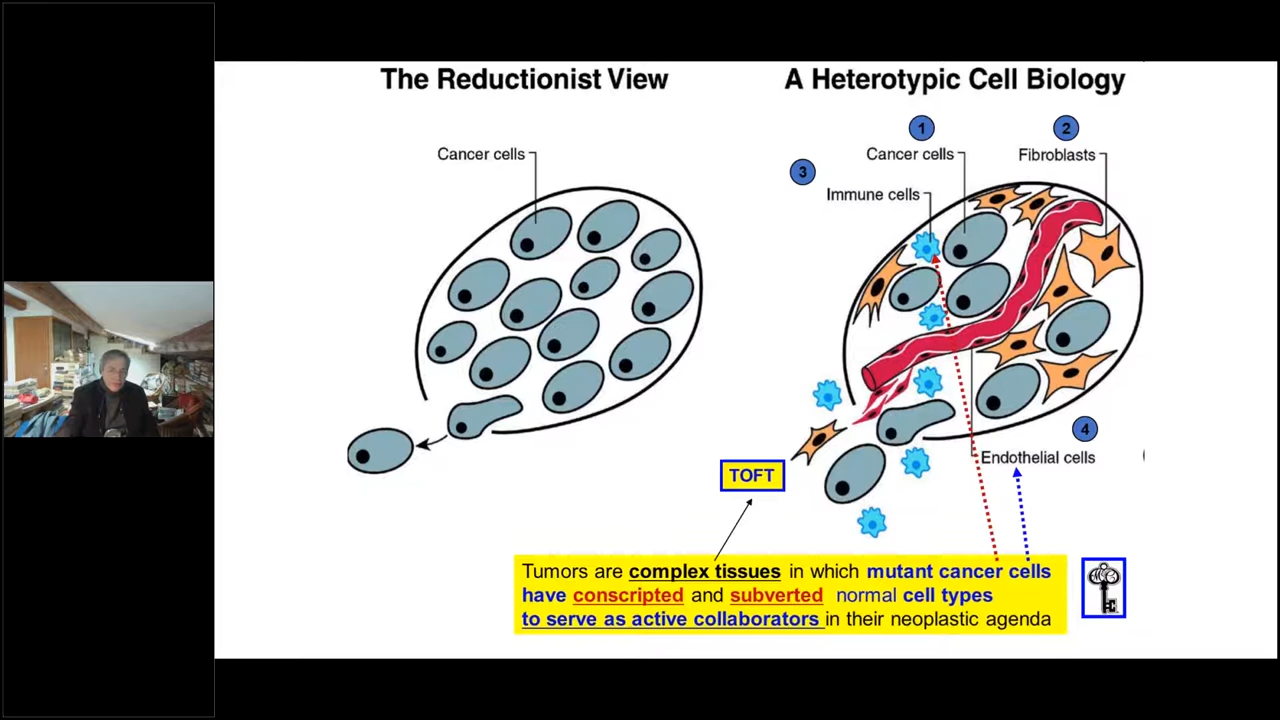 The Reductionist View
Cancer cells
A Heterotypic Cell Biology
1
2
Cancer cells
Fibroblasts
3
Immune cells
4
Endothelial cells
TOFT
Tumors are complex tissues in which mutant cancer cells
have conscripted and subverted normal cell types
to serve as active collaborators in their neoplastic agenda